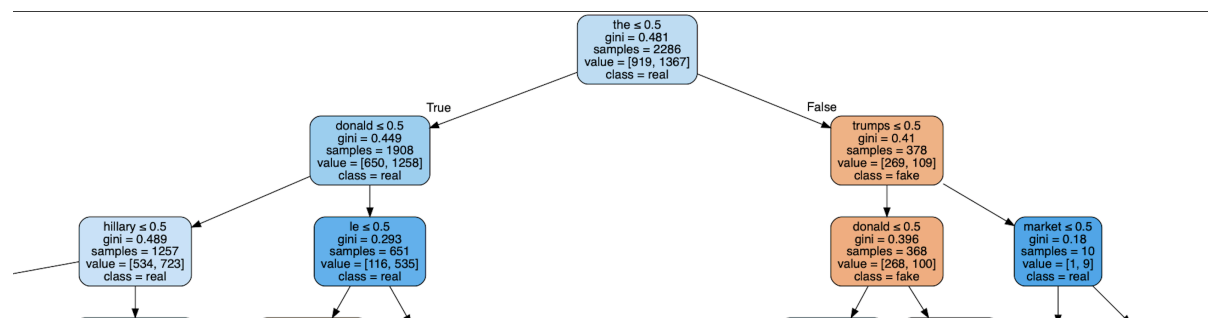 the ≤ 0.5
gini = 0.481
samples = 2286
value = [919, 1367]
class = real
True
False
donald ≤ 0.5
gini = 0.449
samples = 1908
value = [650, 1258]
class = real
trumps ≤ 0.5
gini = 0.41
samples = 378
value = [269, 109]
class = fake
hillary ≤ 0.5
gini = 0.489
samples = 1257
value = [534, 723]
class = real
le ≤ 0.5
gini = 0.293
samples = 651
value = [116, 535]
class = real
donald ≤ 0.5
gini = 0.396
samples = 368
value = [268, 100]
class = fake
market ≤ 0.5
gini = 0.18
samples = 10
value = [1, 9]
class = real